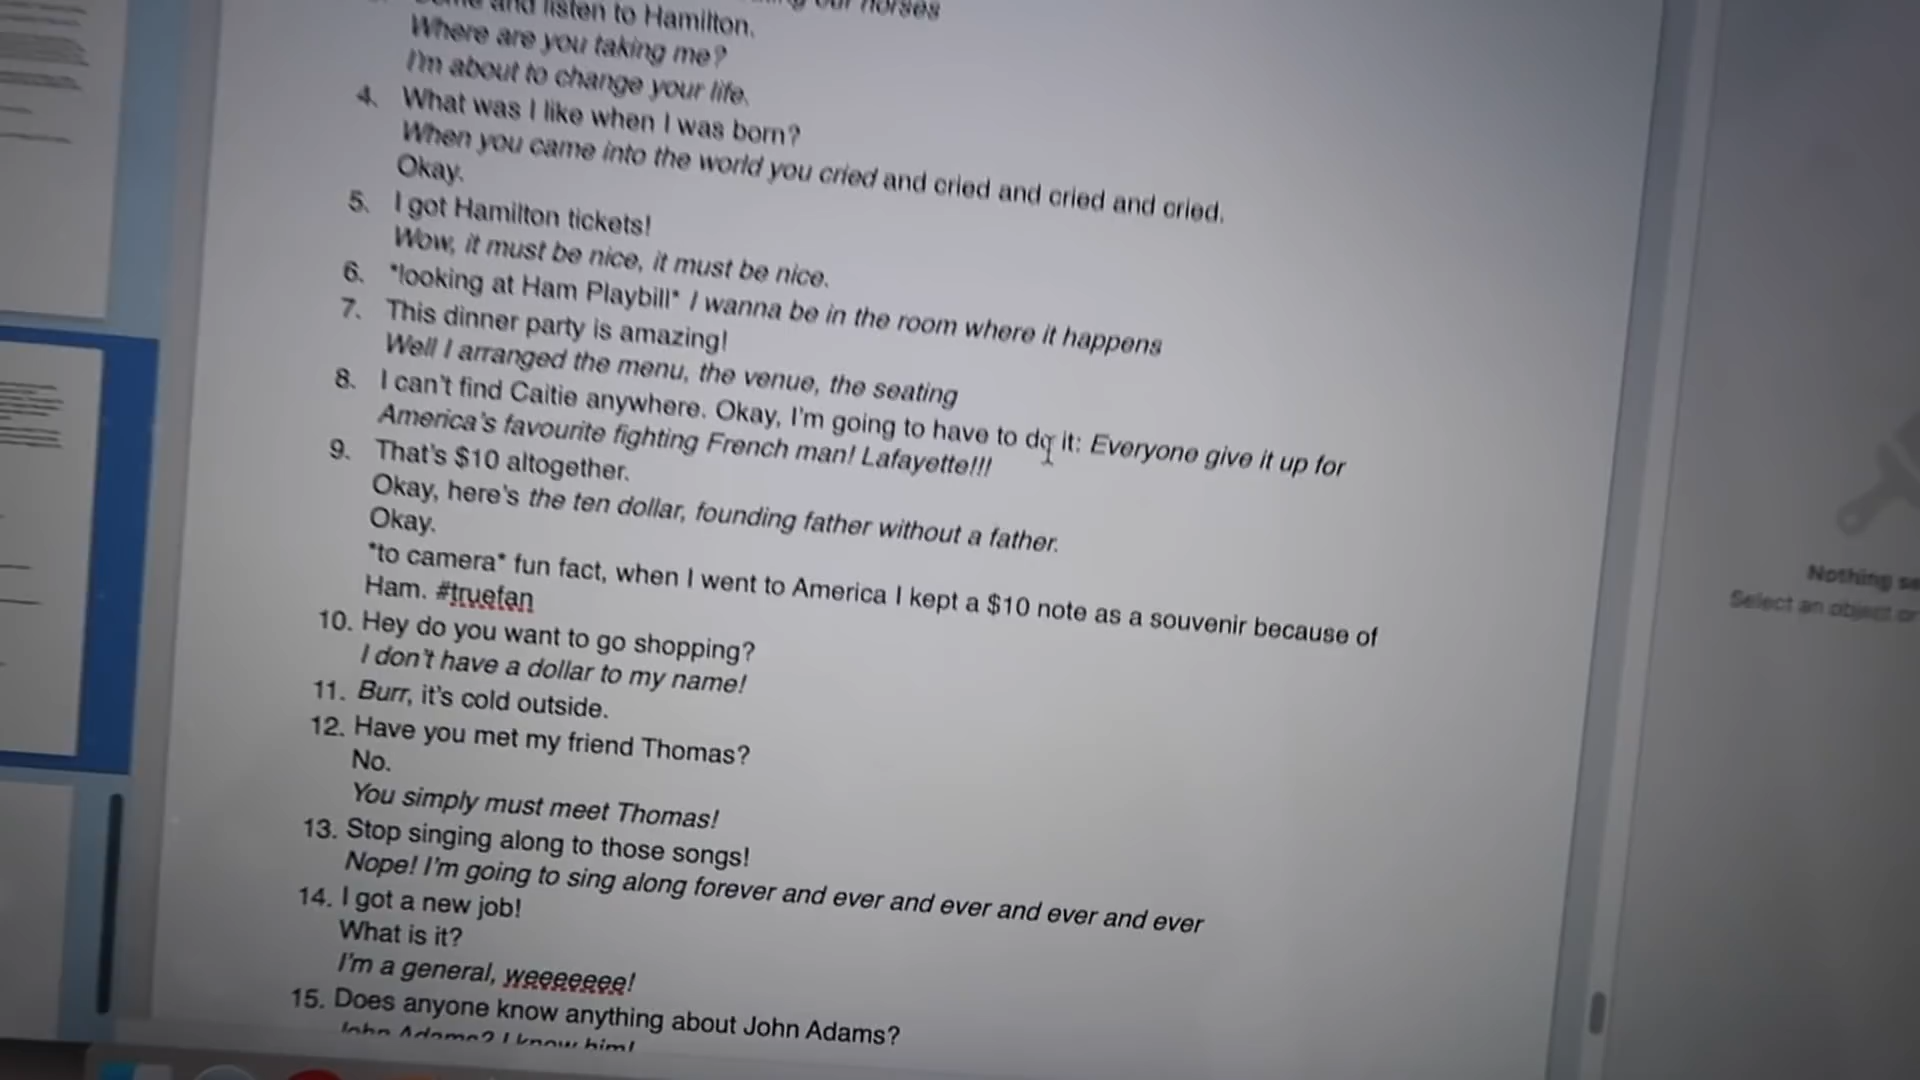 our horses
and listen to Hamilton.
Where are you taking me?
I'm about to change your life.
4. What was I like when I was born?
When you came into the world you cried and cried and cried and cried.
Okay.
5. I got Hamilton tickets!
Wow, it must be nice, it must be nice.
6. *looking at Ham Playbill* I wanna be in the room where it happens
7. This dinner party is amazing!
Well I arranged the menu, the venue, the seating
8. I can't find Caitie anywhere. Okay, I'm going to have to do it: Everyone give it up for
America's favourite fighting French man! Lafayette!!!
9. That's $10 altogether.
Okay, here's the ten dollar, founding father without a father.
Okay.
*to camera* fun fact, when I went to America I kept a $10 note as a souvenir because of
Ham. #truefan
10. Hey do you want to go shopping?
I don't have a dollar to my name!
11. Burr, it's cold outside.
12. Have you met my friend Thomas?
No.
You simply must meet Thomas!
13. Stop singing along to those songs!
Nope! I'm going to sing along forever and ever and ever and ever and ever
14. I got a new job!
What is it?
I'm a general, weeeeeee!
15. Does anyone know anything about John Adams?
John Adams? I know him!
Nothing
Select an object or